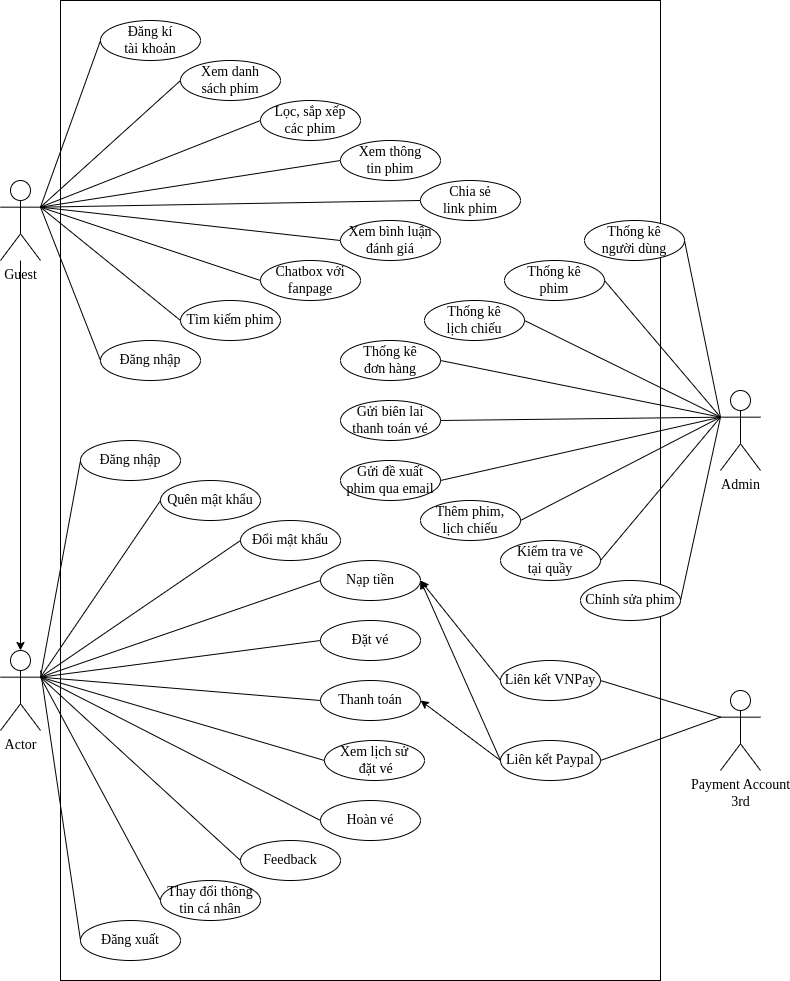 Đăng kí
tài khoản
Xem danh
sách phim
Lọc, sắp xếp
các phim
Xem thông
tin phim
Chia sẻ
link phim
Xem bình luận
đánh giá
Chatbox với
fanpage
Tìm kiếm phim
Đăng nhập
Guest
Thống kê
người dùng
Thống kê
phim
Thống kê
lịch chiếu
Thống kê
đơn hàng
Gửi biên lai
thanh toán vé
Gửi đề xuất
phim qua email
Thêm phim,
lịch chiếu
Kiểm tra vé
tại quầy
Chỉnh sửa phim
Admin
Đăng nhập
Quên mật khẩu
Đổi mật khẩu
Nạp tiền
Đặt vé
Thanh toán
Xem lịch sử
đặt vé
Hoàn vé
Feedback
Thay đổi thông
tin cá nhân
Đăng xuất
Actor
Liên kết VNPay
Liên kết Paypal
Payment Account
3rd